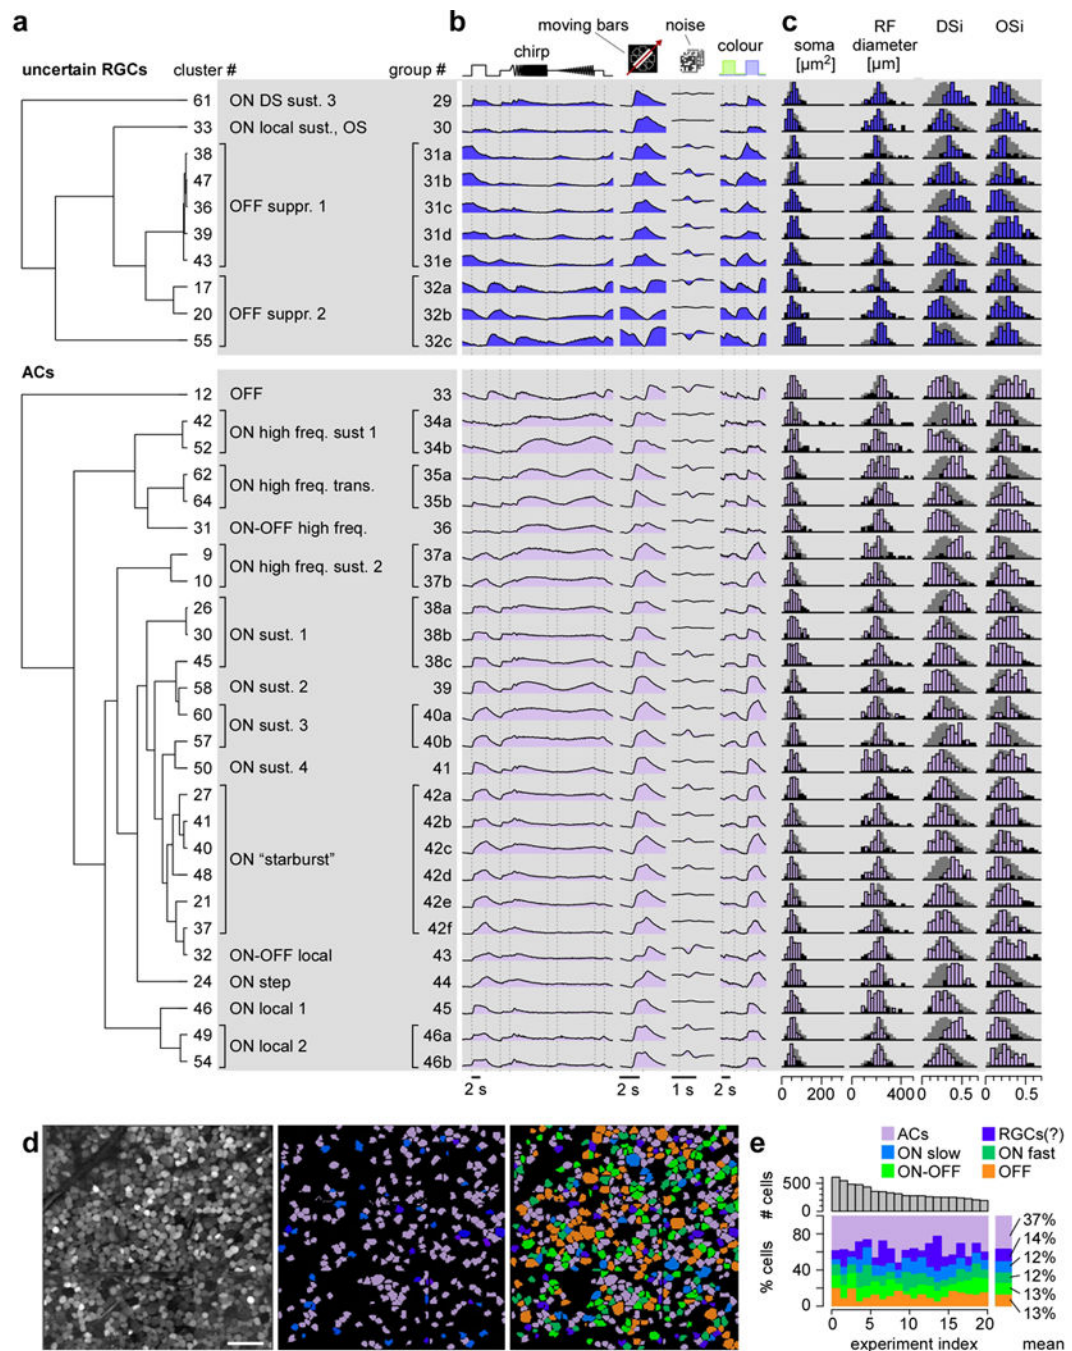 a
b
c
moving bars
noise
chirp
colour
soma [µm²]
RF diameter [µm]
DSi
OSi
uncertain RGCs
cluster #
group #
61 ON DS sust. 3 29
33 ON local sust., OS 30
38 31a
47 31b
36 OFF suppr. 1 31c
39 31d
43 31e
17 32a
20 OFF suppr. 2 32b
55 32c
ACs
12 OFF 33
42 34a
ON high freq. sust 1
52 34b
62 35a
ON high freq. trans.
64 35b
31 ON-OFF high freq. 36
9 37a
ON high freq. sust. 2
10 37b
26 38a
30 ON sust. 1 38b
45 38c
58 ON sust. 2 39
60 40a
ON sust. 3
57 40b
50 ON sust. 4 41
27 42a
41 42b
40 42c
ON “starburst”
48 42d
21 42e
37 42f
32 ON-OFF local 43
24 ON step 44
46 ON local 1 45
49 46a
ON local 2
54 46b
2 s
2 s
1 s
2 s
0 200
0 400
0 0.5
0 0.5
d
e
ACs
RGCs(?)
ON slow
ON fast
ON-OFF
OFF
# cells
500
0
% cells
80
40
0
37%
14%
12%
12%
13%
13%
0 5 10 15 20
experiment index
mean